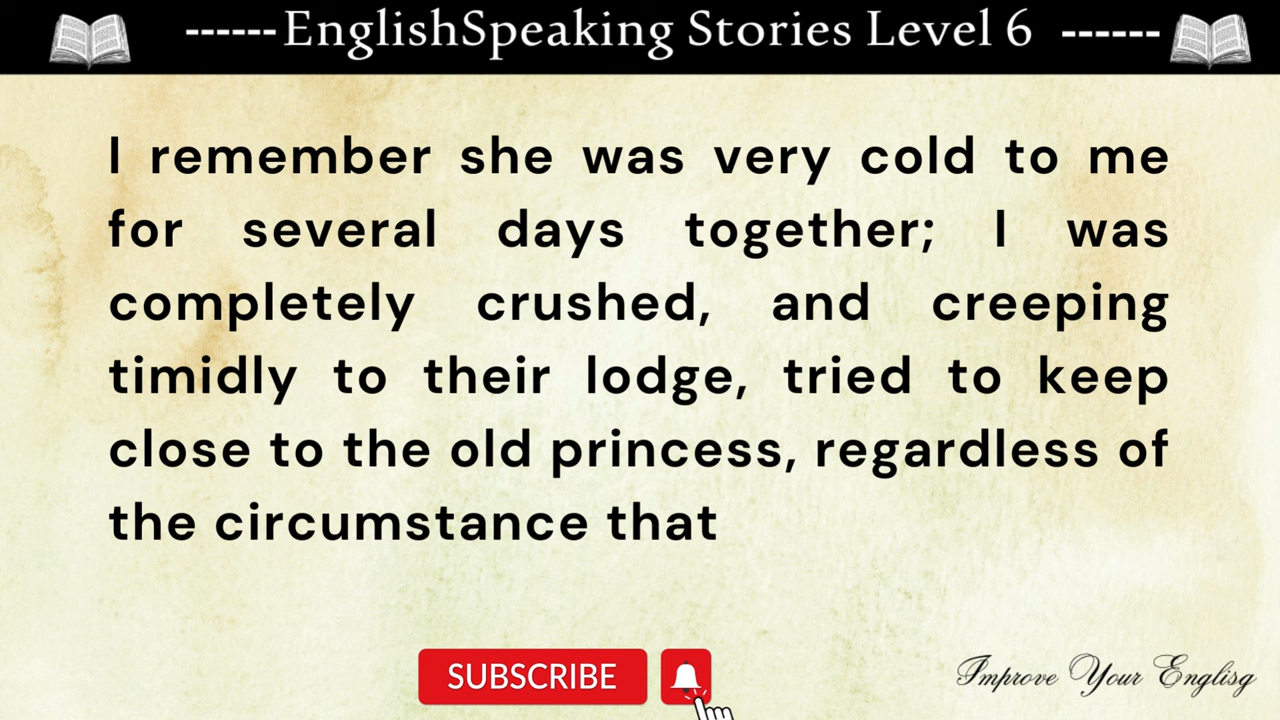 ------EnglishSpeaking Stories Level 6 ------
I remember she was very cold to me
for several days together; I was
completely crushed, and creeping
timidly to their lodge, tried to keep
close to the old princess, regardless of
the circumstance that
SUBSCRIBE
Improve Your Englisg